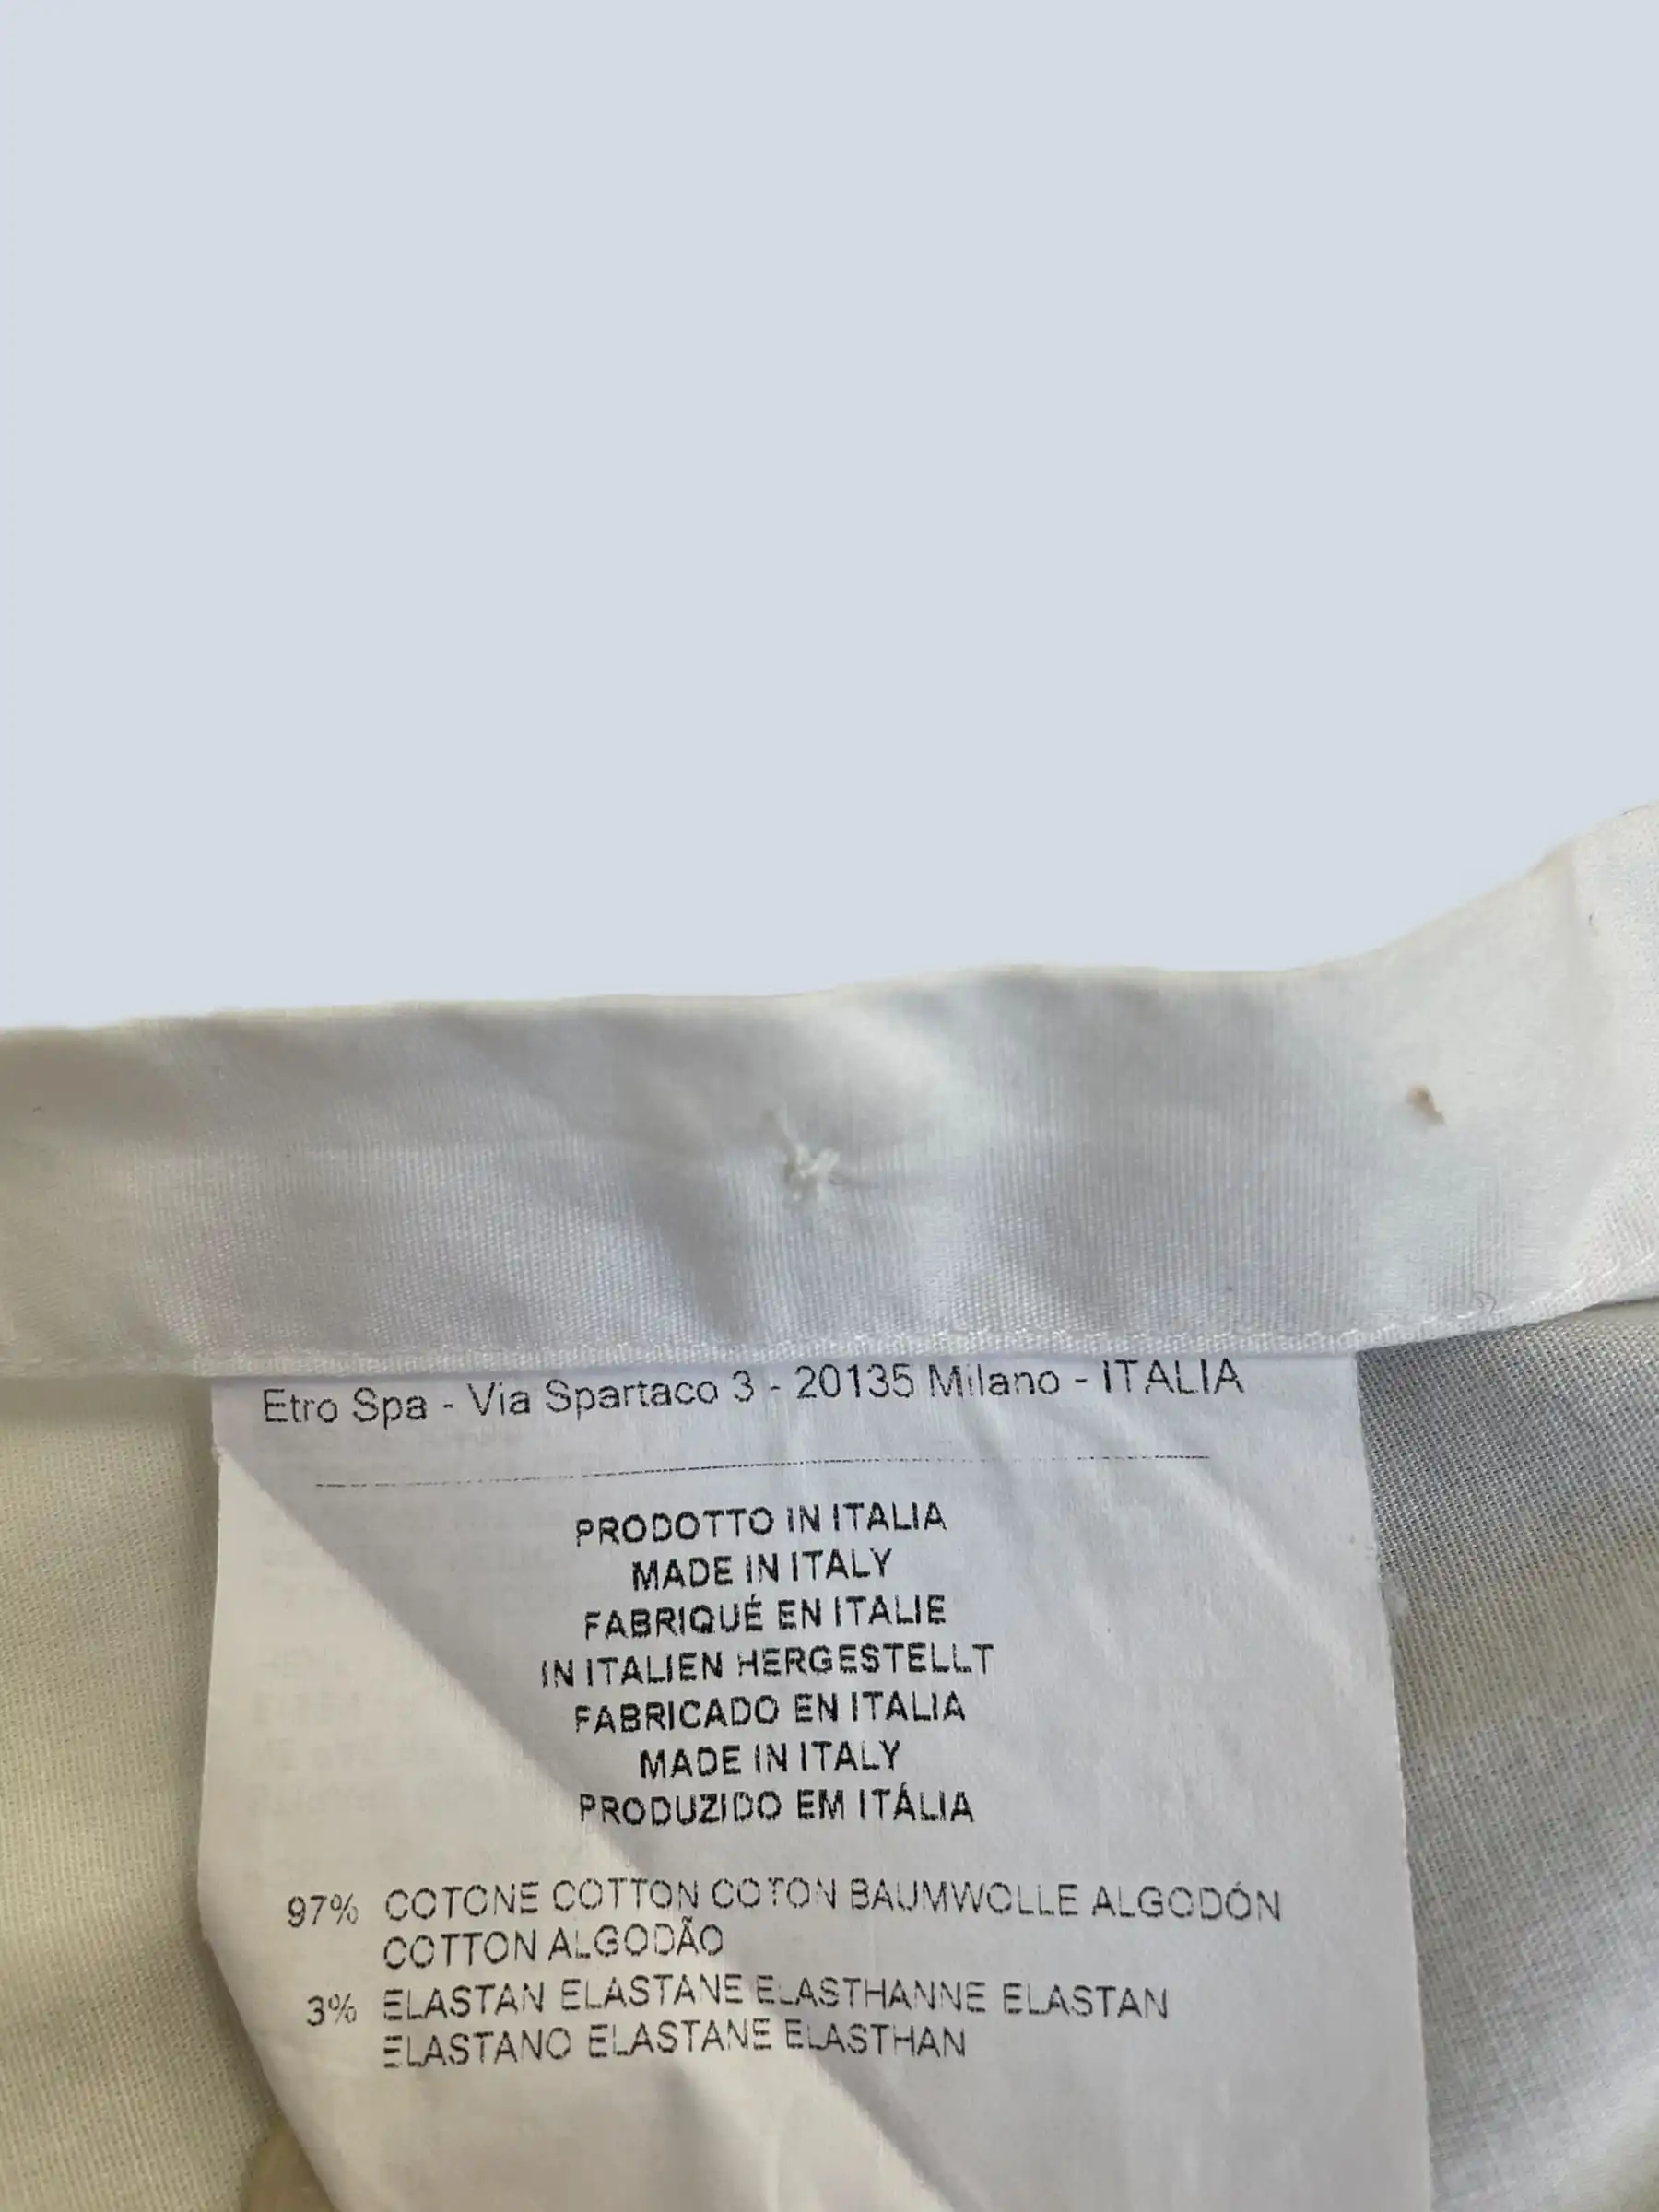 Etro Spa - Via Spartaco 3 - 20135 Milano - ITALIA
PRODOTTO IN ITALIA
MADE IN ITALY
FABRIQUÉ EN ITALIE
IN ITALIEN HERGESTELLT
FABRICADO EN ITALIA
MADE IN ITALY
PRODUZIDO EM ITÁLIA
97% COTONE COTTON COTON BAUMWOLLE ALGODÓN
COTTON ALGODÃO
3% ELASTAN ELASTANE ELASTHANNE ELASTAN
ELASTANO ELASTANE ELASTHAN